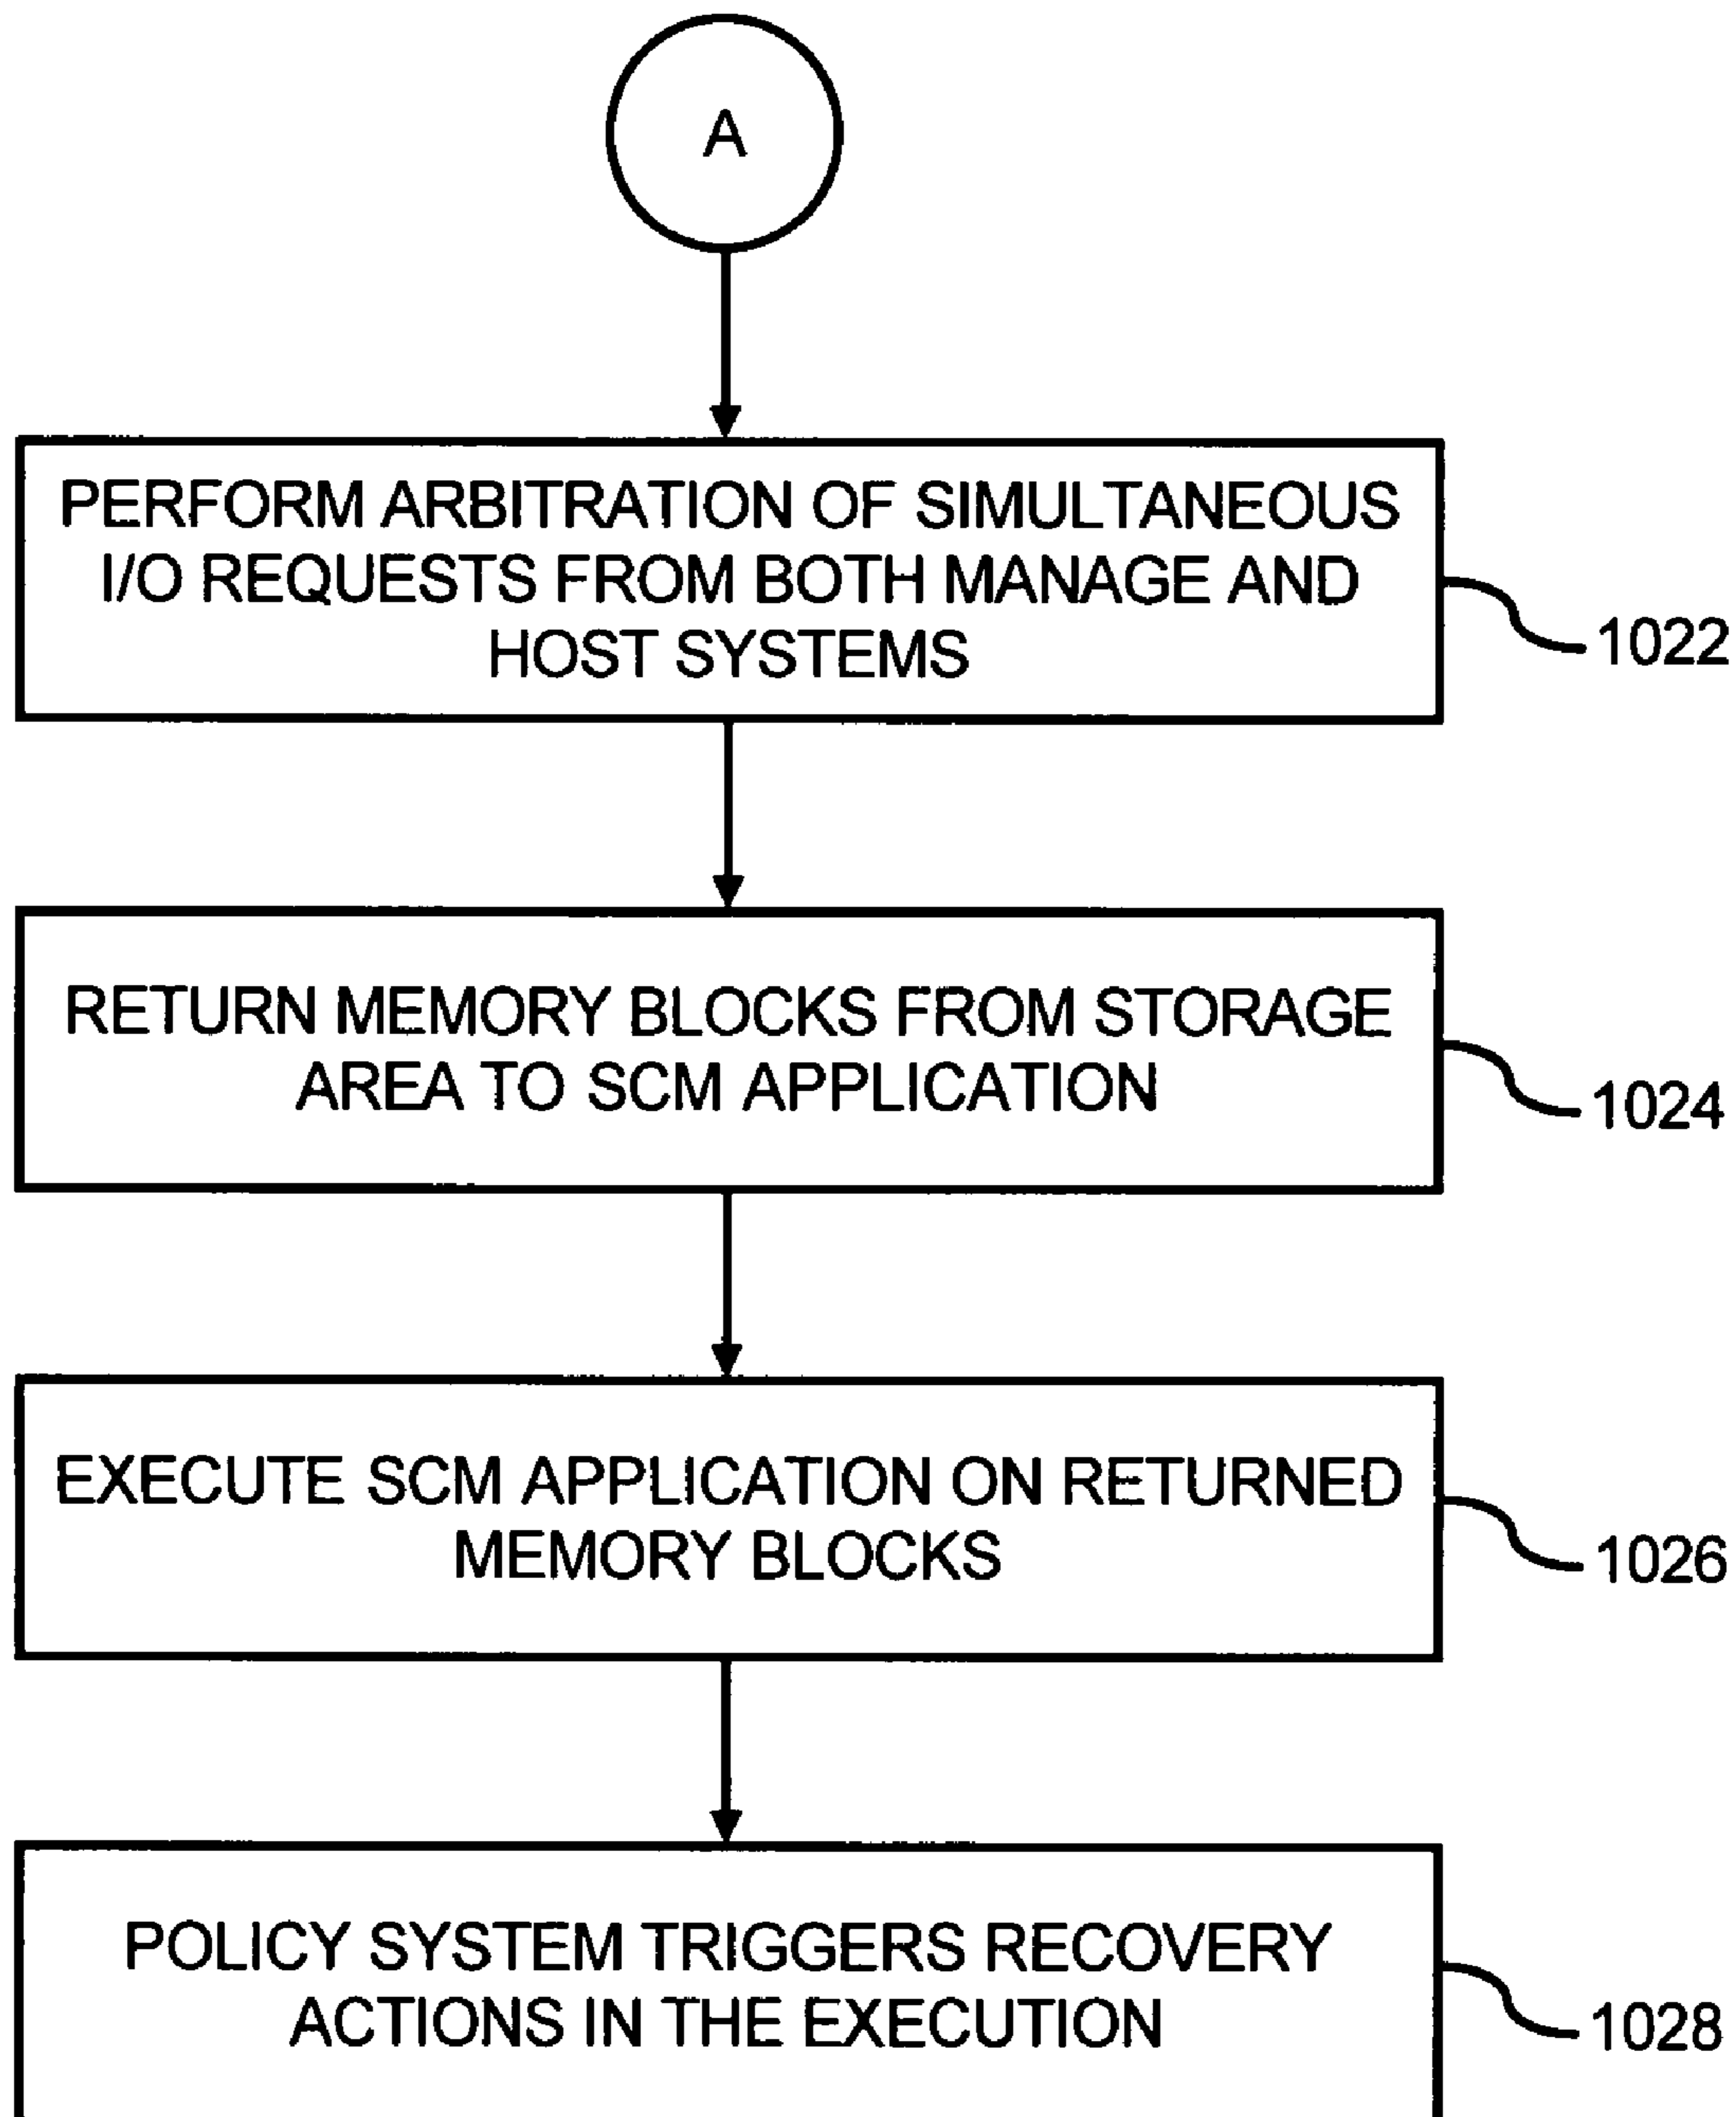 A
PERFORM ARBITRATION OF SIMULTANEOUS
I/O REQUESTS FROM BOTH MANAGE AND
HOST SYSTEMS
1022
RETURN MEMORY BLOCKS FROM STORAGE
AREA TO SCM APPLICATION
1024
EXECUTE SCM APPLICATION ON RETURNED
MEMORY BLOCKS
1026
POLICY SYSTEM TRIGGERS RECOVERY
ACTIONS IN THE EXECUTION
1028